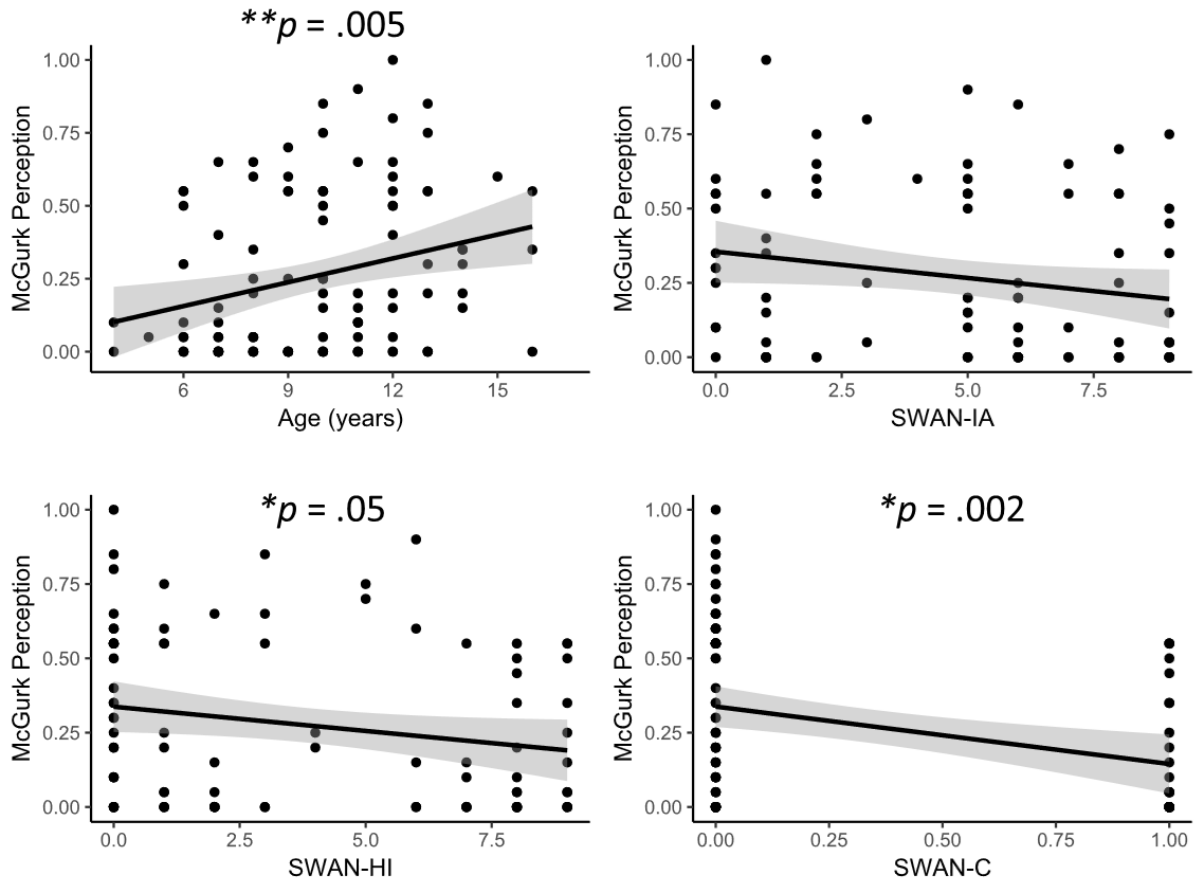 **p = .005
McGurk Perception
1.00
0.75
0.50
0.25
0.00
6 9 12 15
Age (years)
McGurk Perception
1.00
0.75
0.50
0.25
0.00
0.0 2.5 5.0 7.5
SWAN-IA
*p = .05
McGurk Perception
1.00
0.75
0.50
0.25
0.00
0.0 2.5 5.0 7.5
SWAN-HI
*p = .002
McGurk Perception
1.00
0.75
0.50
0.25
0.00
0.00 0.25 0.50 0.75 1.00
SWAN-C